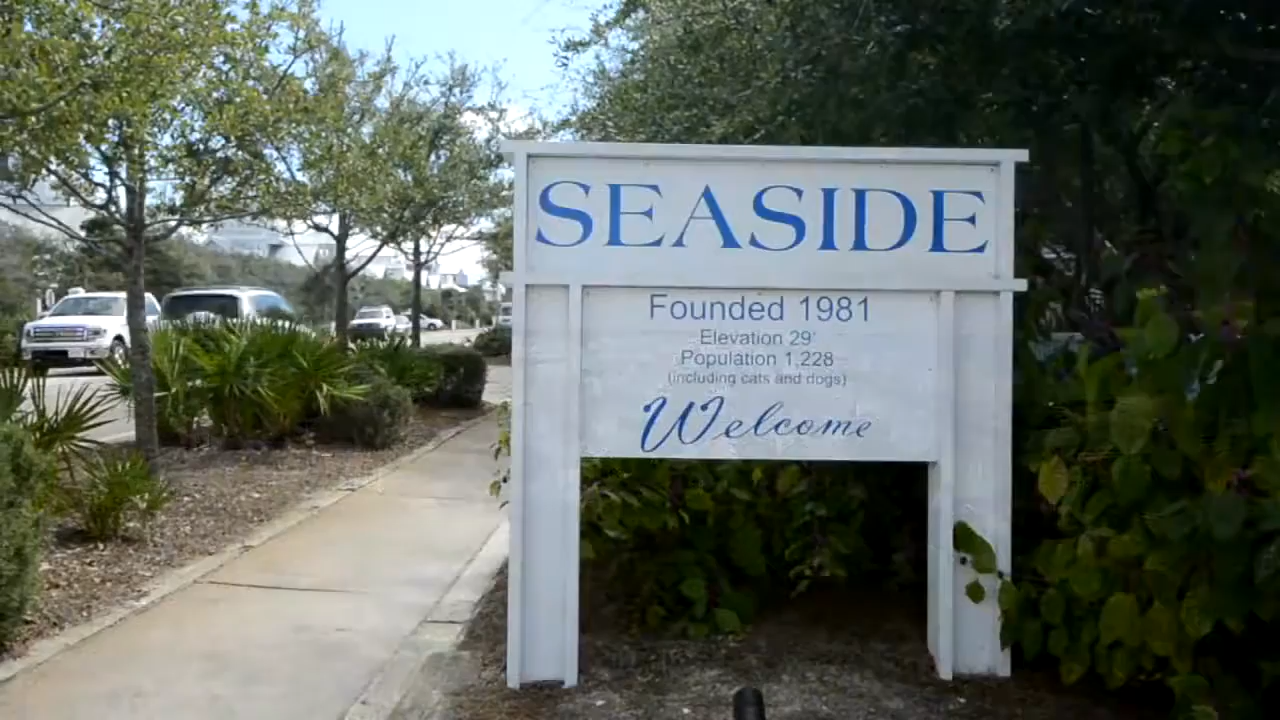 SEASIDE
Founded 1981
Elevation 29'
Population 1,228
(including cats and dogs)
Welcome